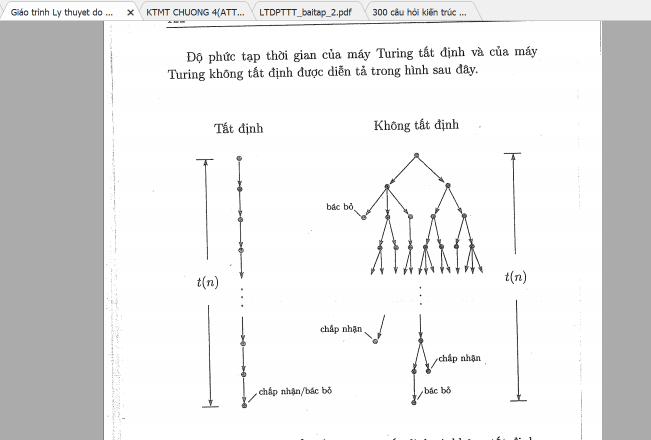 Giáo trình Ly thuyet do ...
KTMT CHUONG 4(ATT...
LTDPTTT_baitap_2.pdf
300 câu hỏi kiến trúc ...
Độ phức tạp thời gian của máy Turing tất định và của máy
Turing không tất định được diễn tả trong hình sau đây.
Tất định
Không tất định
bác bỏ
t(n)
t(n)
chấp nhận
chấp nhận
chấp nhận/bác bỏ
bác bỏ